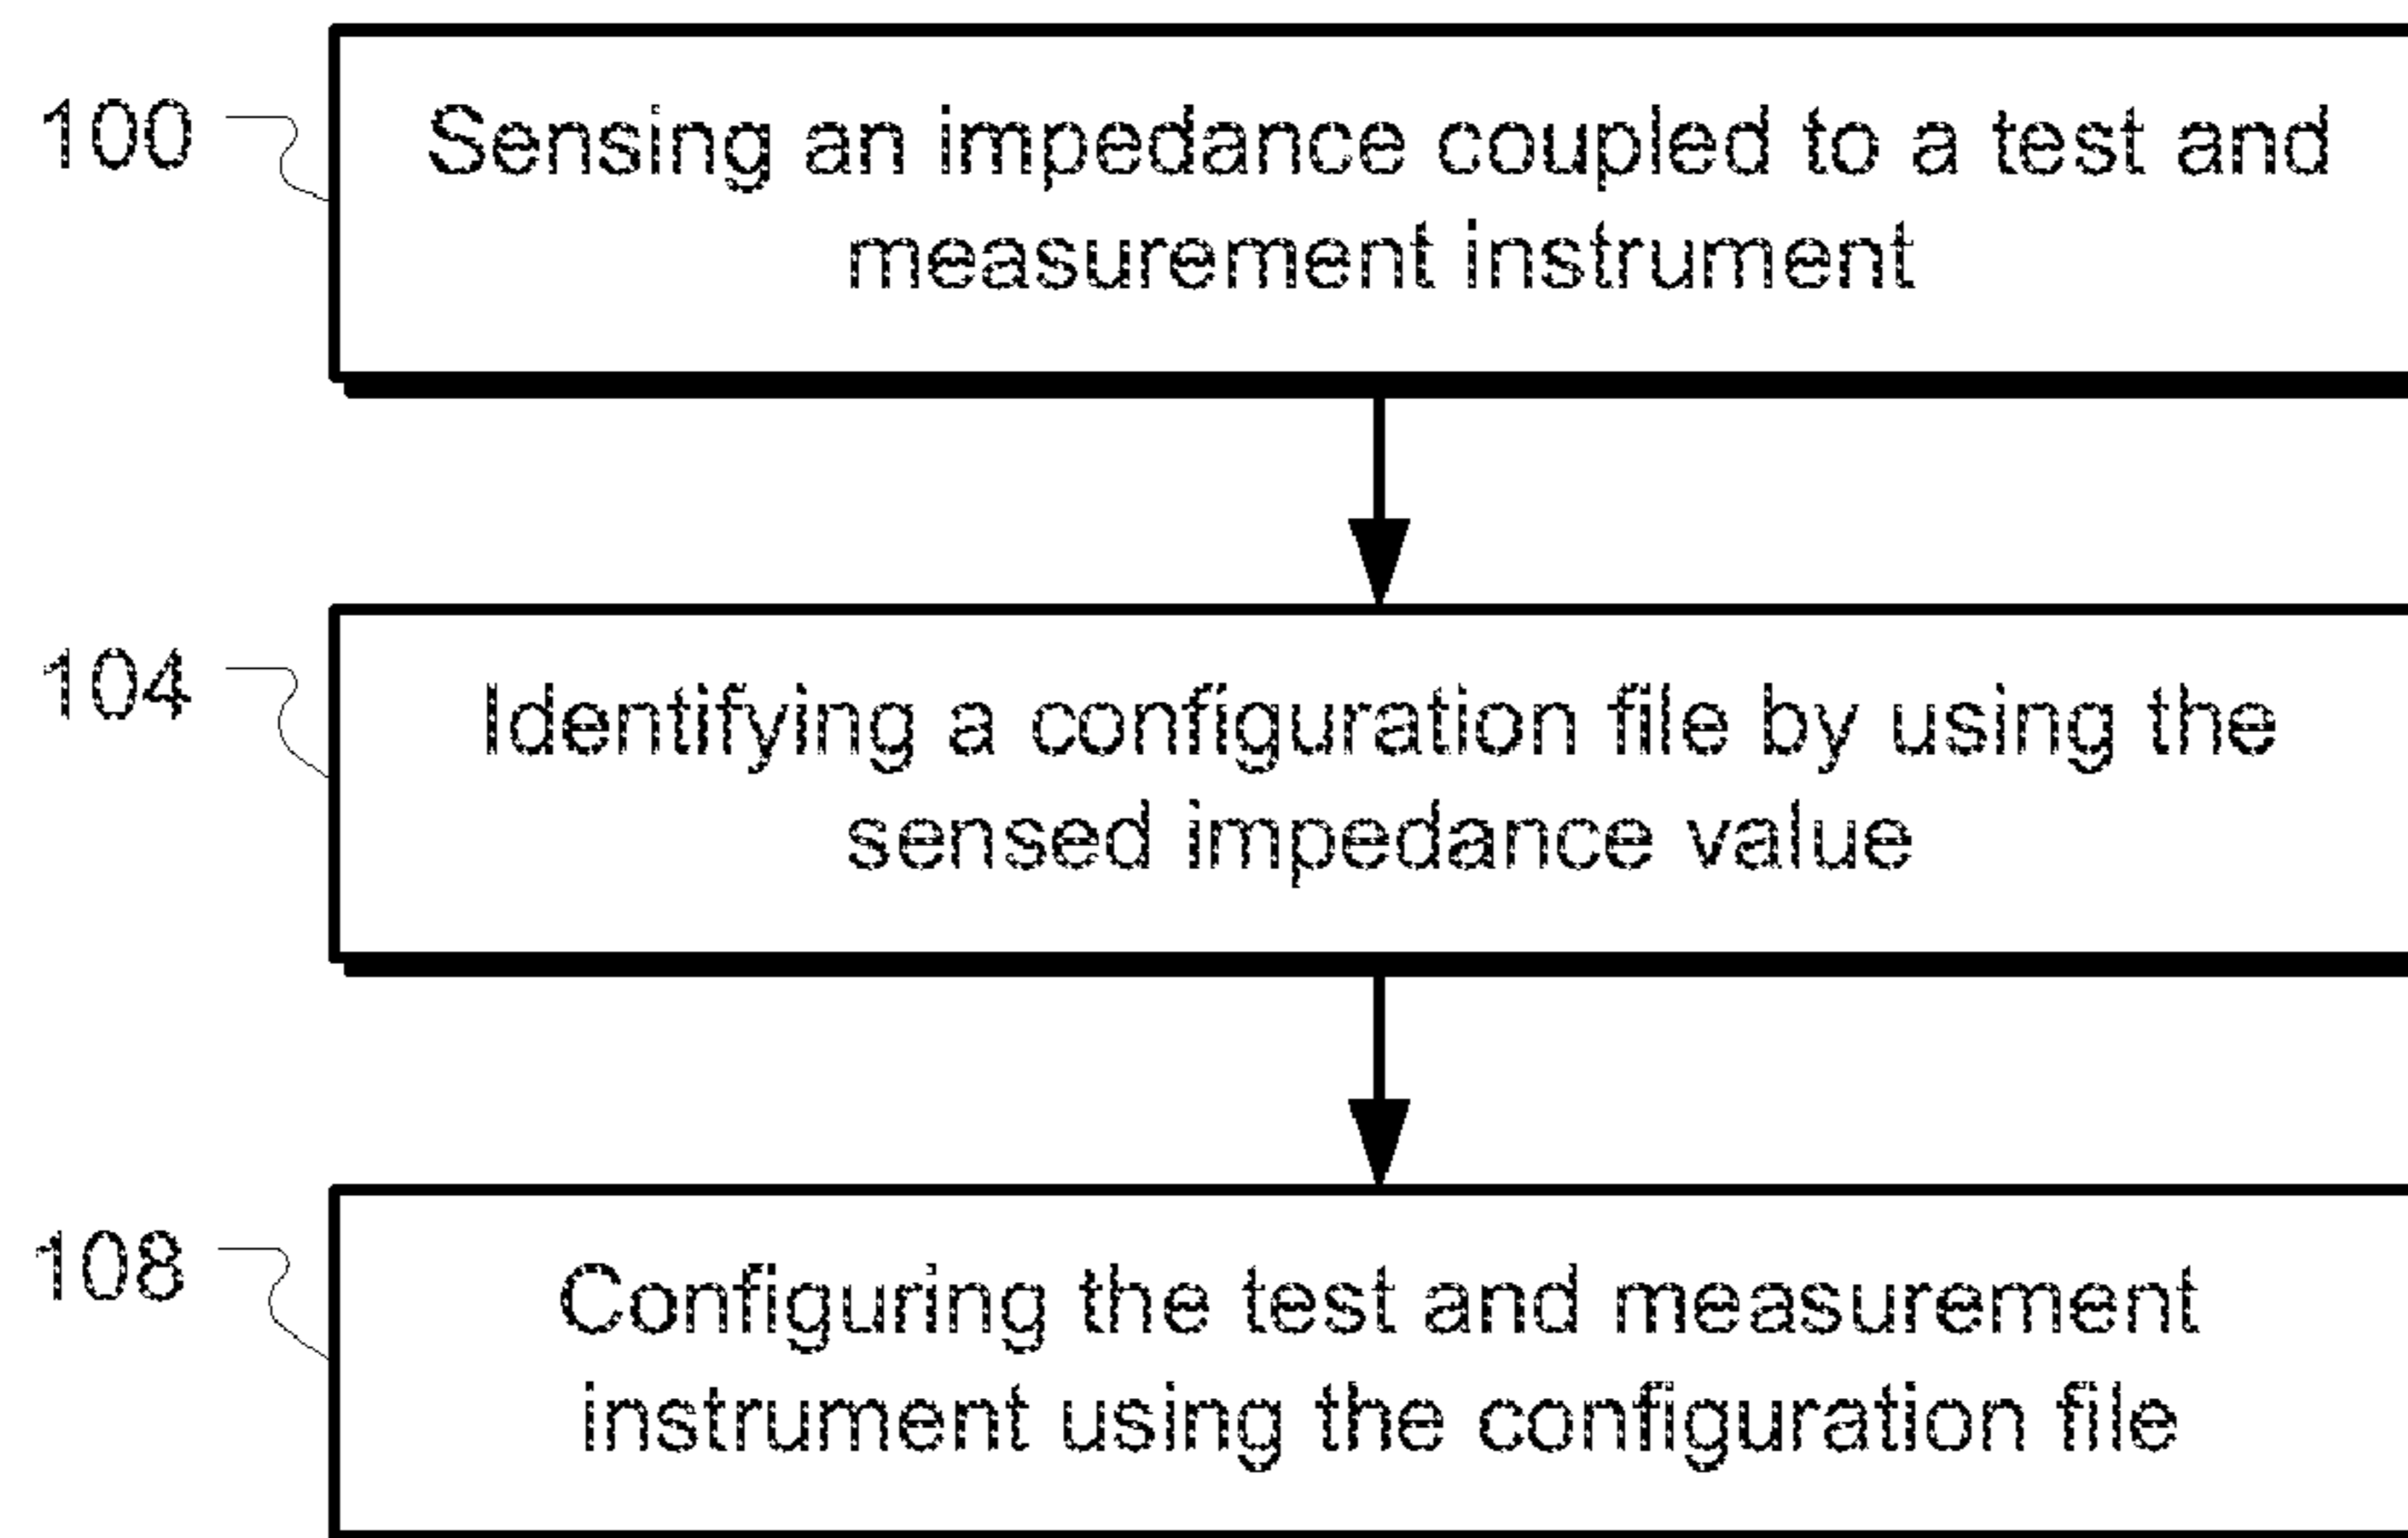 100
Sensing an impedance coupled to a test and
measurement instrument
104
Identifying a configuration file by using the
sensed impedance value
108
Configuring the test and measurement
instrument using the configuration file